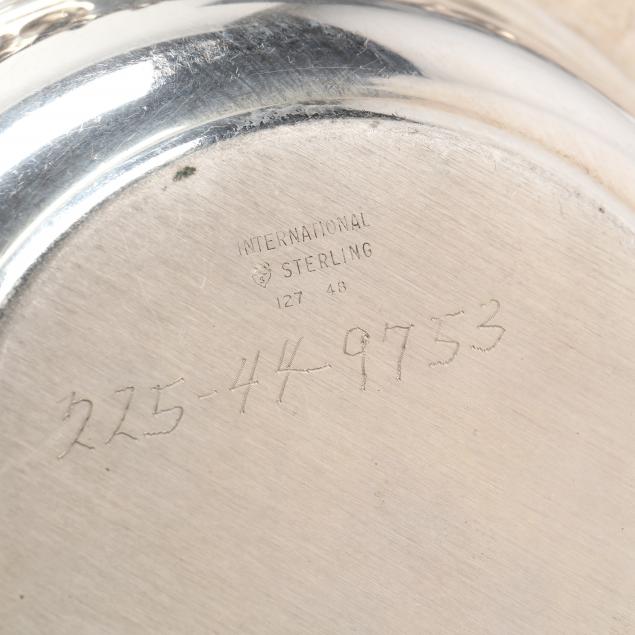 INTERNATIONAL
S STERLING
127 48
225-44-9753